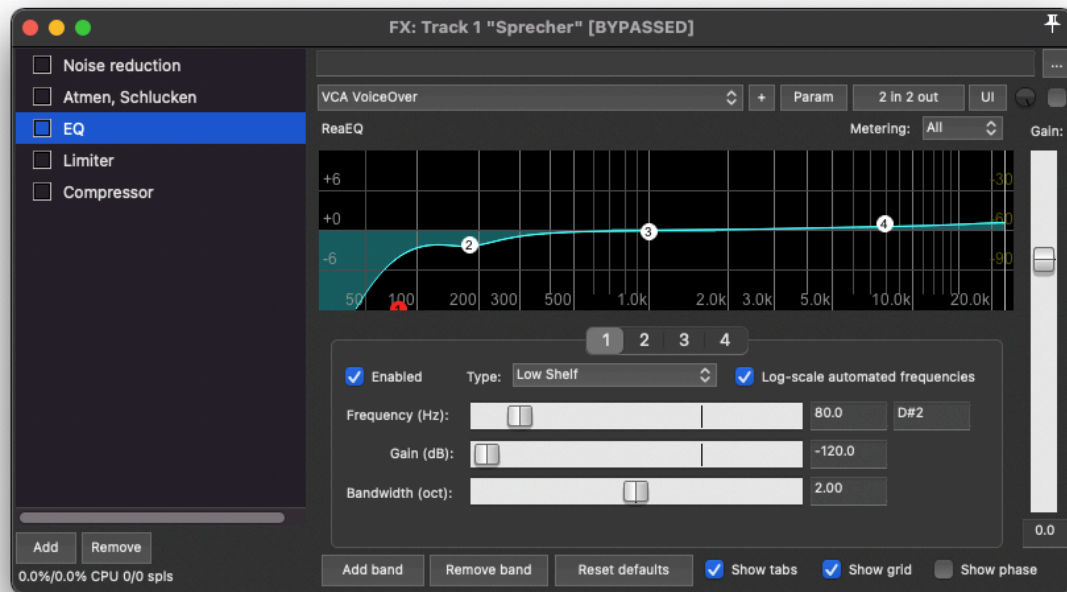 FX: Track 1 "Sprecher" [BYPASSED]
Noise reduction
Atmen, Schlucken
EQ
Limiter
Compressor
Add
Remove
0.0%/0.0% CPU 0/0 spls
...
VCA VoiceOver
+
Param
2 in 2 out
UI
ReaEQ
Metering:
All
Gain:
+6
+0
-6
-30
-60
-90
2
3
4
1
50 100 200 300 500 1.0k 2.0k 3.0k 5.0k 10.0k 20.0k
1 2 3 4
Enabled
Type:
Low Shelf
Log-scale automated frequencies
Frequency (Hz):
80.0
D#2
Gain (dB):
-120.0
Bandwidth (oct):
2.00
0.0
Add band
Remove band
Reset defaults
Show tabs
Show grid
Show phase